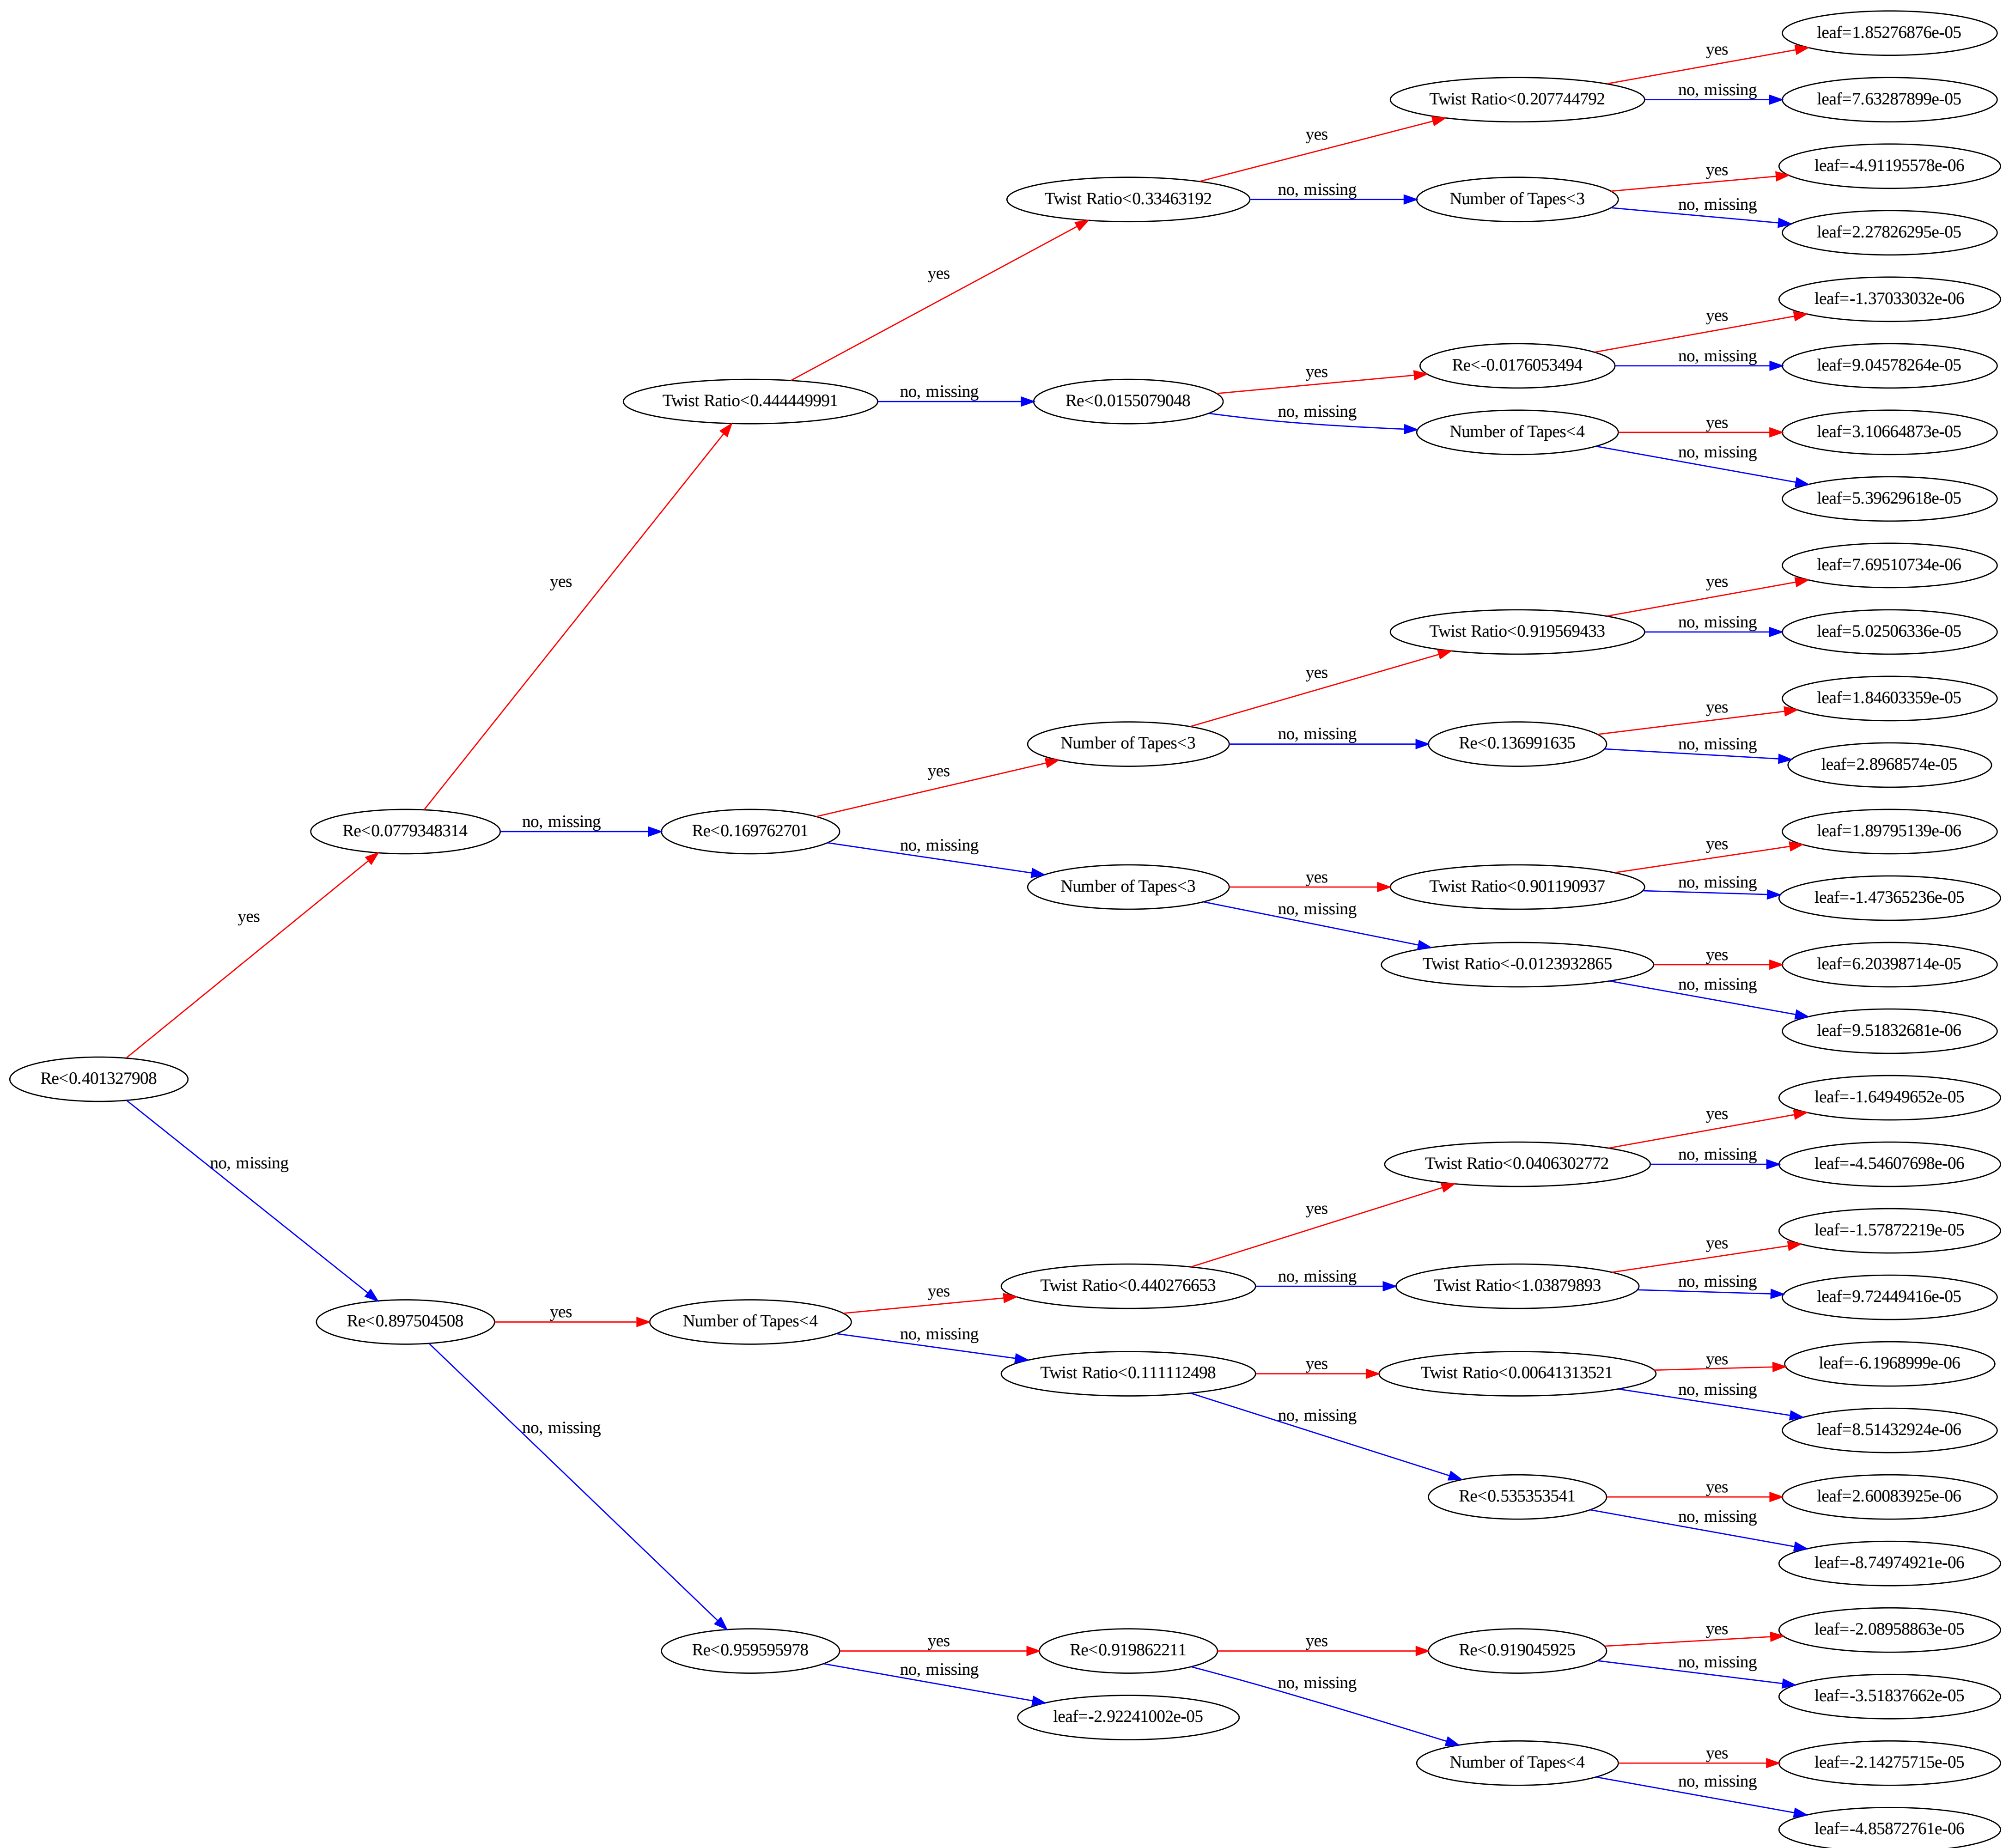 leaf=1.85276876e-05
yes
Twist Ratio<0.207744792
no, missing
leaf=7.63287899e-05
yes
leaf=-4.91195578e-06
yes
Twist Ratio<0.33463192
no, missing
Number of Tapes<3
no, missing
leaf=2.27826295e-05
yes
leaf=-1.37033032e-06
yes
Re<-0.0176053494
no, missing
leaf=9.04578264e-05
yes
Twist Ratio<0.444449991
no, missing
Re<0.0155079048
no, missing
leaf=3.10664873e-05
yes
Number of Tapes<4
no, missing
leaf=5.39629618e-05
yes
leaf=7.69510734e-06
yes
Twist Ratio<0.919569433
no, missing
leaf=5.02506336e-05
yes
leaf=1.84603359e-05
yes
Number of Tapes<3
no, missing
Re<0.136991635
no, missing
leaf=2.8968574e-05
yes
Re<0.0779348314
no, missing
Re<0.169762701
no, missing
leaf=1.89795139e-06
yes
Number of Tapes<3
yes
Twist Ratio<0.901190937
no, missing
leaf=-1.47365236e-05
no, missing
yes
Twist Ratio<-0.0123932865
yes
leaf=6.20398714e-05
no, missing
leaf=9.51832681e-06
Re<0.401327908
leaf=-1.64949652e-05
yes
no, missing
Twist Ratio<0.0406302772
no, missing
leaf=-4.54607698e-06
yes
leaf=-1.57872219e-05
yes
Twist Ratio<0.440276653
no, missing
Twist Ratio<1.03879893
no, missing
leaf=9.72449416e-05
yes
Re<0.897504508
yes
Number of Tapes<4
no, missing
leaf=-6.1968999e-06
yes
Twist Ratio<0.111112498
yes
Twist Ratio<0.00641313521
no, missing
leaf=8.51432924e-06
no, missing
no, missing
Re<0.535353541
yes
leaf=2.60083925e-06
no, missing
leaf=-8.74974921e-06
leaf=-2.08958863e-05
yes
Re<0.959595978
yes
Re<0.919862211
yes
Re<0.919045925
no, missing
leaf=-3.51837662e-05
no, missing
leaf=-2.92241002e-05
no, missing
Number of Tapes<4
yes
leaf=-2.14275715e-05
no, missing
leaf=-4.85872761e-06